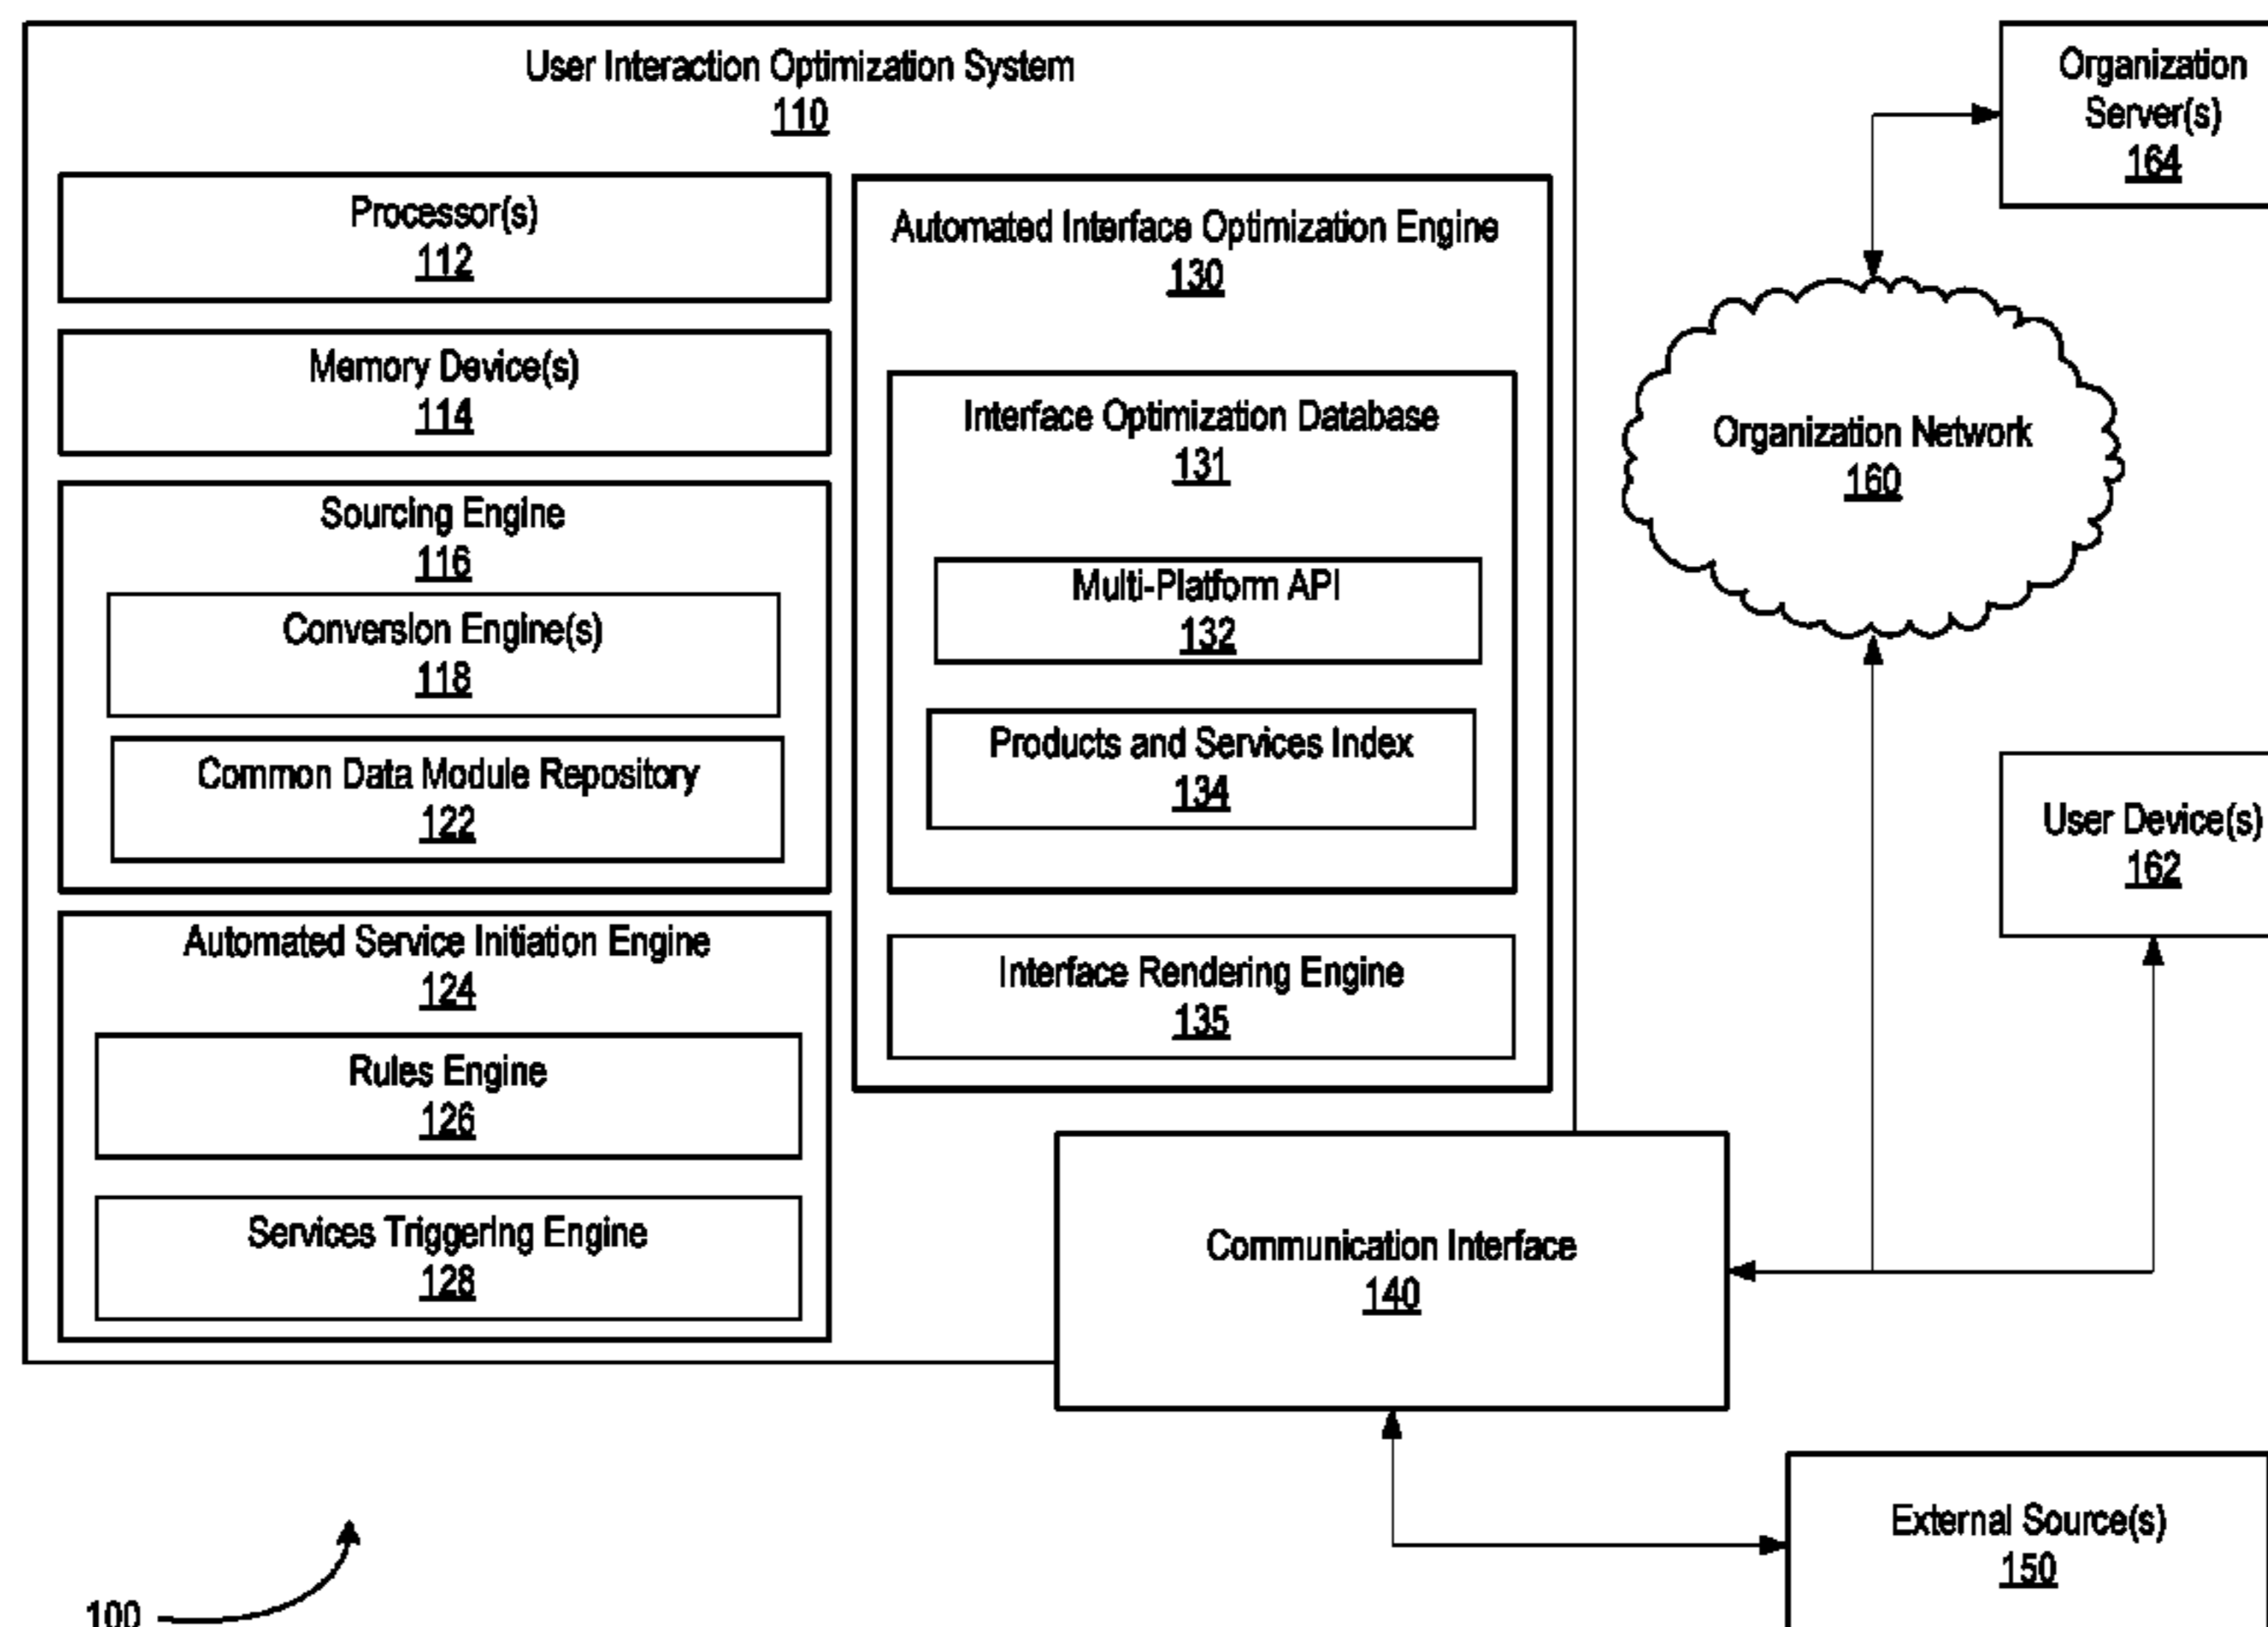 User Interaction Optimization System
110
Processor(s)
112
Memory Device(s)
114
Sourcing Engine
116
Conversion Engine(s)
118
Common Data Module Repository
122
Automated Service Initiation Engine
124
Rules Engine
126
Services Triggering Engine
128
Automated Interface Optimization Engine
130
Interface Optimization Database
131
Multi-Platform API
132
Products and Services Index
134
Interface Rendering Engine
135
Communication Interface
140
Organization
Server(s)
164
Organization Network
160
User Device(s)
162
External Source(s)
150
100